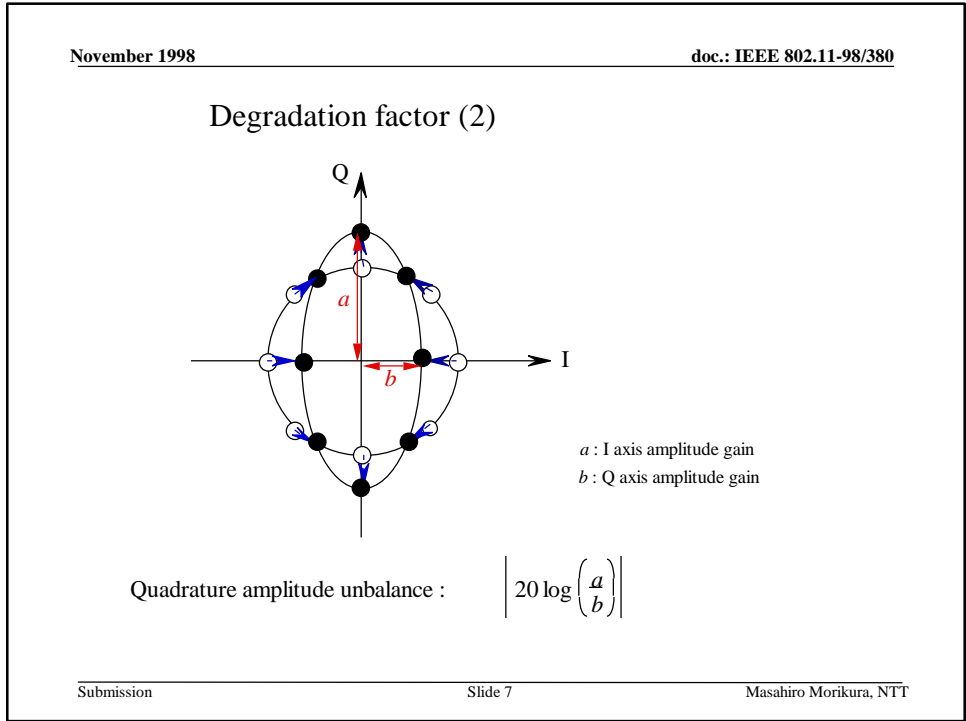 November 1998 doc.: IEEE 802.11-98/380
Degradation factor (2)
Q
a
I
b
a : I axis amplitude gain
b : Q axis amplitude gain
Quadrature amplitude unbalance : | 20 log (a/b) |
Submission Slide 7 Masahiro Morikura, NTT